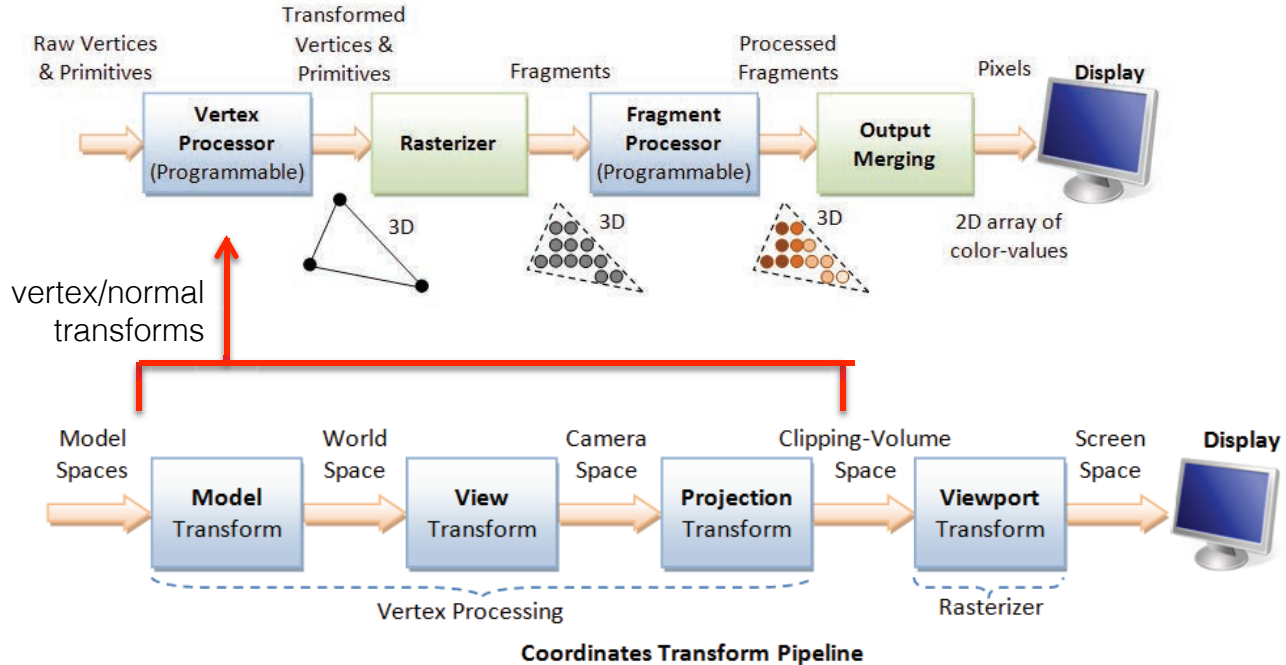 Raw Vertices
& Primitives
Transformed
Vertices &
Primitives
Fragments
Processed
Fragments
Pixels
Display
Vertex
Processor
(Programmable)
Rasterizer
Fragment
Processor
(Programmable)
Output
Merging
3D
3D
3D
2D array of
color-values
vertex/normal
transforms
Model
Spaces
World
Space
Camera
Space
Clipping-Volume
Space
Screen
Space
Display
Model
Transform
View
Transform
Projection
Transform
Viewport
Transform
Vertex Processing
Rasterizer
Coordinates Transform Pipeline